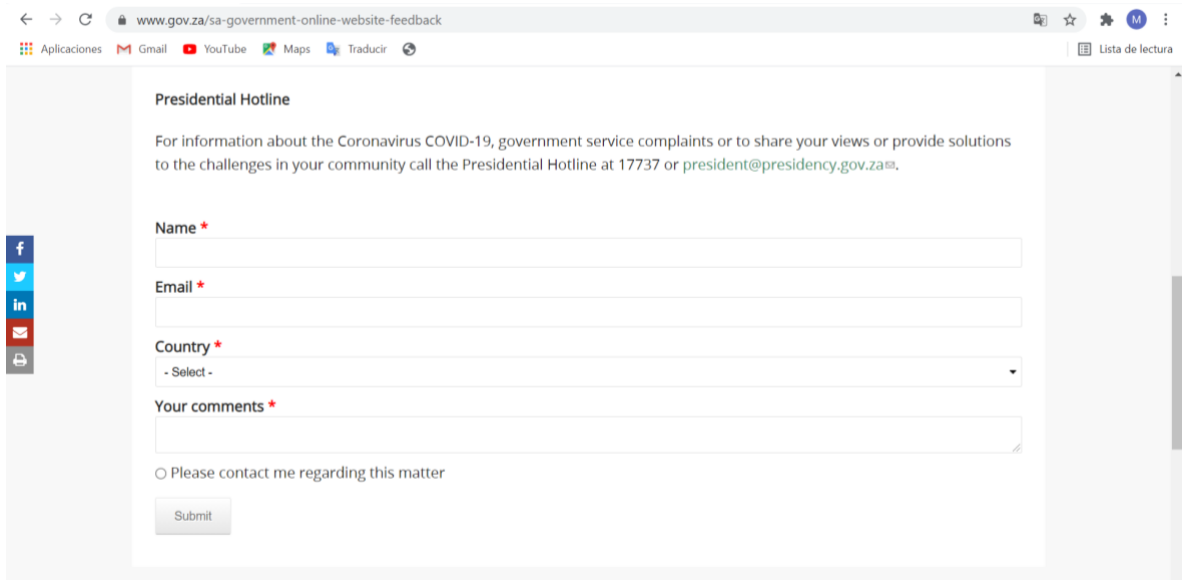 www.gov.za/sa-government-online-website-feedback
M
Aplicaciones Gmail YouTube Maps Traducir Lista de lectura
Presidential Hotline
For information about the Coronavirus COVID-19, government service complaints or to share your views or provide solutions
to the challenges in your community call the Presidential Hotline at 17737 or president@presidency.gov.za.
Name *
Email *
Country *
- Select -
Your comments *
Please contact me regarding this matter
Submit